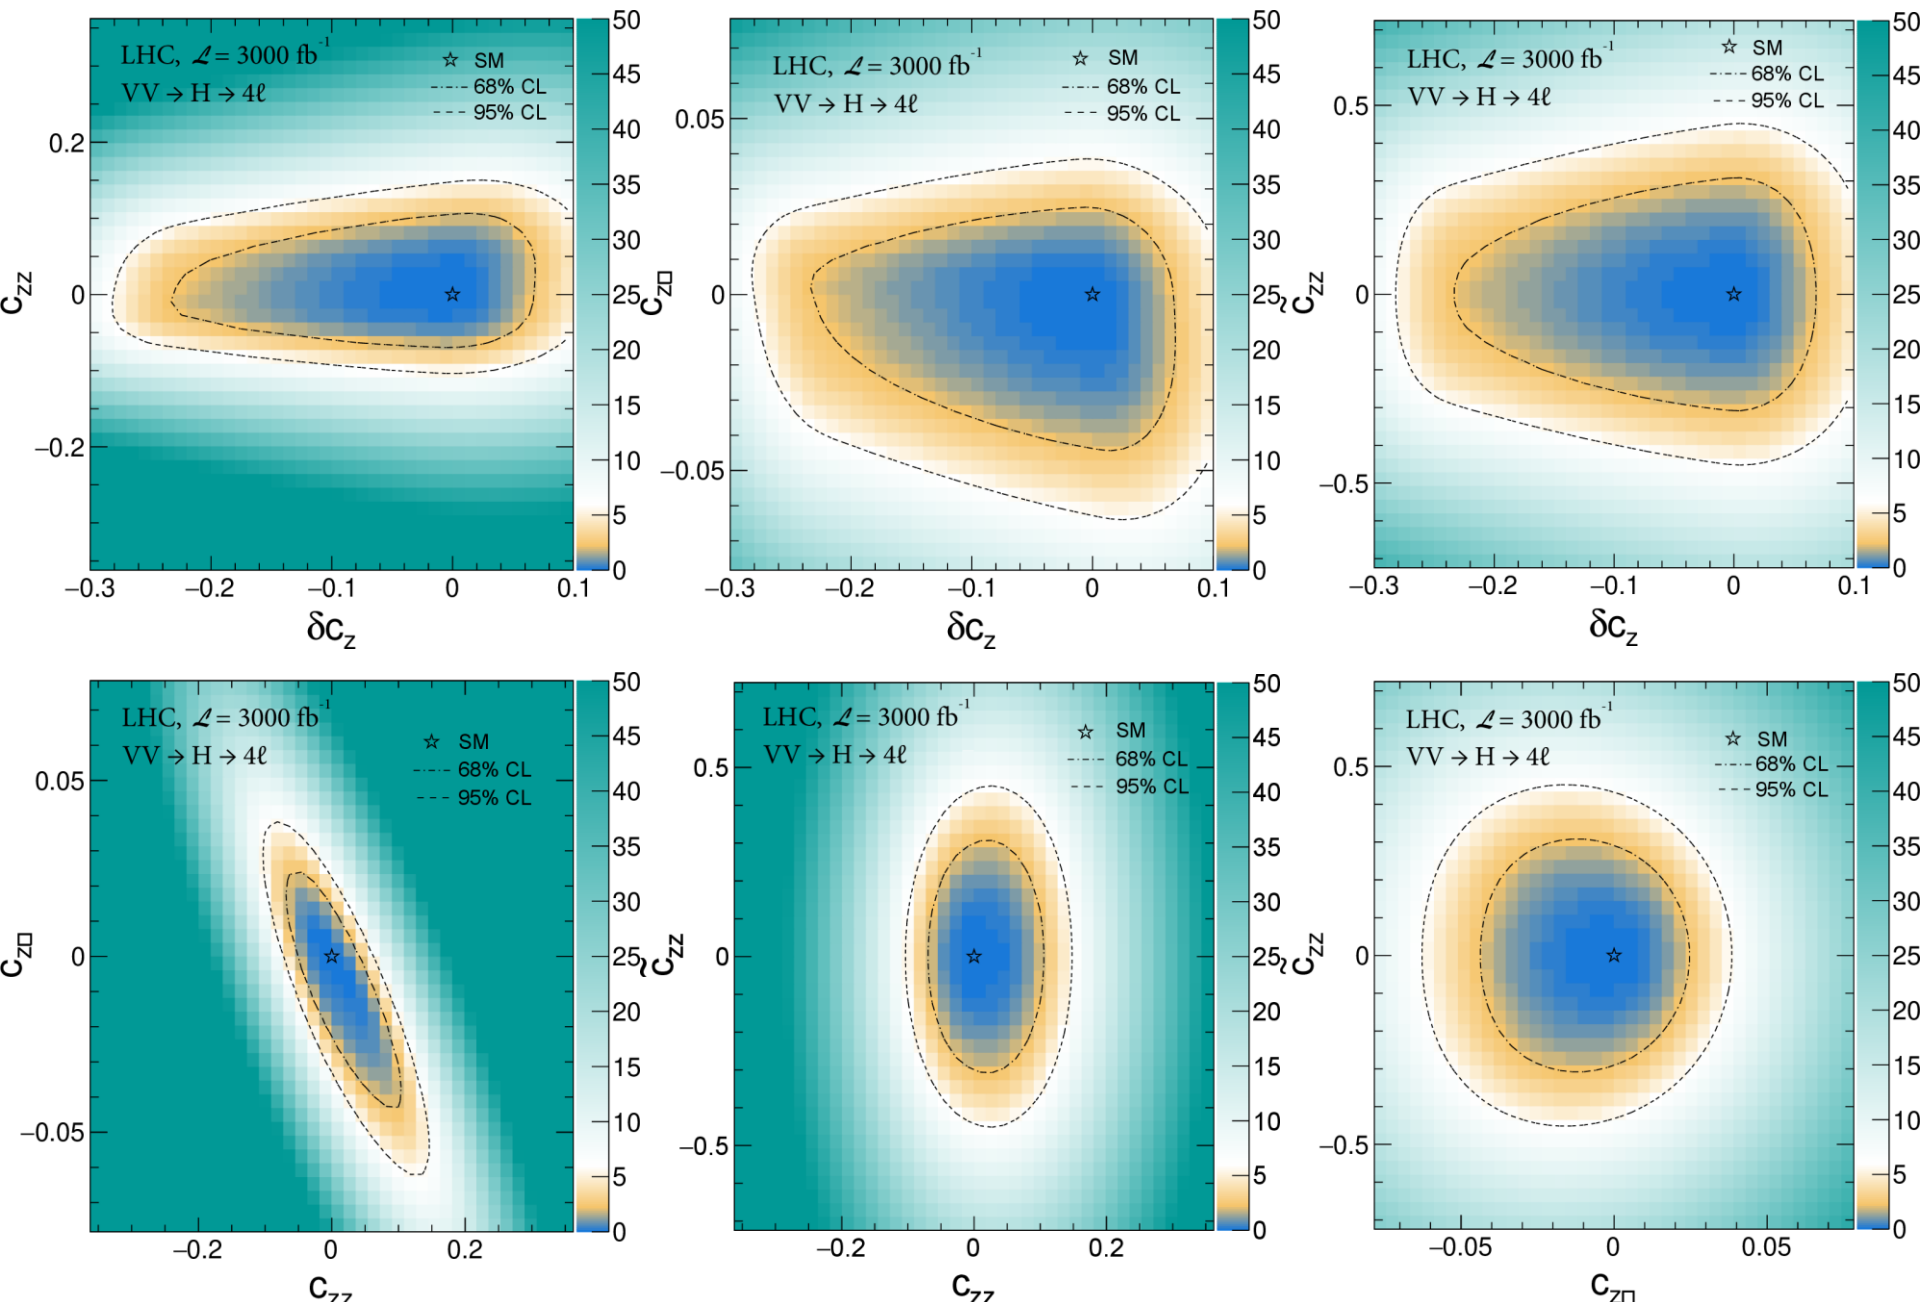 LHC, ℒ = 3000 fb⁻¹
VV → H → 4ℓ
☆ SM
68% CL
95% CL
0.2
0
−0.2
c_zz
−0.3 −0.2 −0.1 0 0.1
δc_z
50
45
40
35
30
25
20
15
10
5
0
LHC, ℒ = 3000 fb⁻¹
VV → H → 4ℓ
☆ SM
68% CL
95% CL
0.05
0
−0.05
c_z□
−0.3 −0.2 −0.1 0 0.1
δc_z
50
45
40
35
30
25
20
15
10
5
0
LHC, ℒ = 3000 fb⁻¹
VV → H → 4ℓ
☆ SM
68% CL
95% CL
0.5
0
−0.5
c̃_zz
−0.3 −0.2 −0.1 0 0.1
δc_z
50
45
40
35
30
25
20
15
10
5
0
LHC, ℒ = 3000 fb⁻¹
VV → H → 4ℓ
☆ SM
68% CL
95% CL
0.05
0
−0.05
c_z□
−0.2 0 0.2
c_zz
50
45
40
35
30
25
20
15
10
5
0
LHC, ℒ = 3000 fb⁻¹
VV → H → 4ℓ
☆ SM
68% CL
95% CL
0.5
0
−0.5
c̃_zz
−0.2 0 0.2
c_zz
50
45
40
35
30
25
20
15
10
5
0
LHC, ℒ = 3000 fb⁻¹
VV → H → 4ℓ
☆ SM
68% CL
95% CL
0.5
0
−0.5
c̃_zz
−0.05 0 0.05
c_z□
50
45
40
35
30
25
20
15
10
5
0